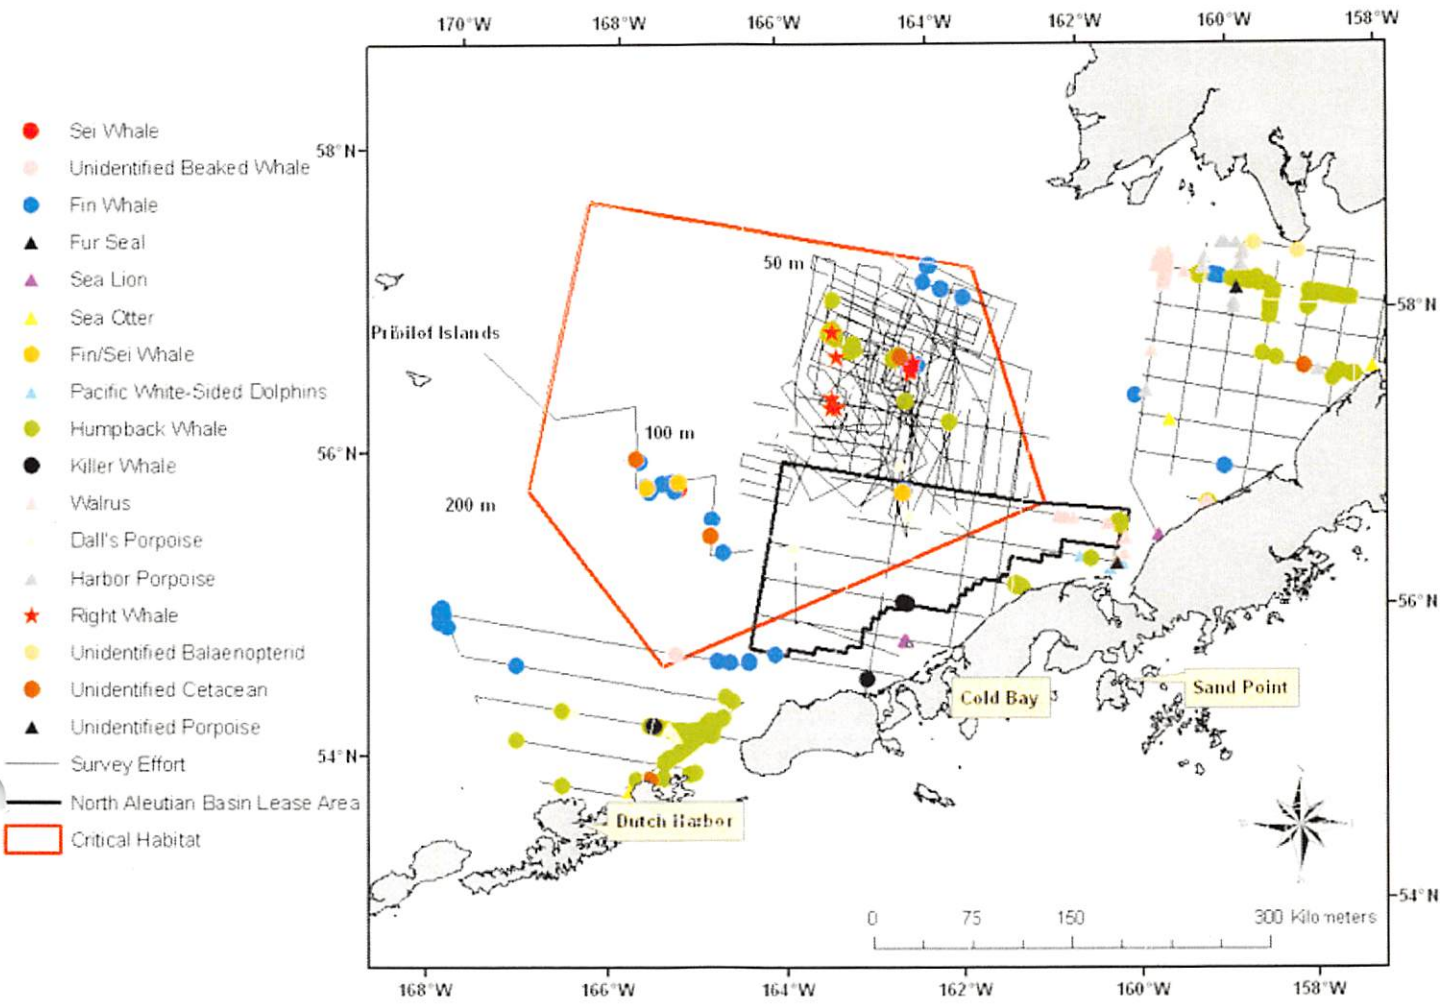 170°W 168°W 166°W 164°W 162°W 160°W 158°W
Sei Whale
Unidentified Beaked Whale
Fin Whale
Fur Seal
Sea Lion
Sea Otter
Fin/Sei Whale
Pacific White-Sided Dolphins
Humpback Whale
Killer Whale
Walrus
Dall's Porpoise
Harbor Porpoise
Right Whale
Unidentified Balaenopterid
Unidentified Cetacean
Unidentified Porpoise
Survey Effort
North Aleutian Basin Lease Area
Critical Habitat
58°N
56°N
54°N
50 m
Pribilof Islands
100 m
200 m
58°N
56°N
54°N
Cold Bay
Sand Point
Dutch Harbor
0 75 150 300 Kilometers
168°W 166°W 164°W 162°W 160°W 158°W